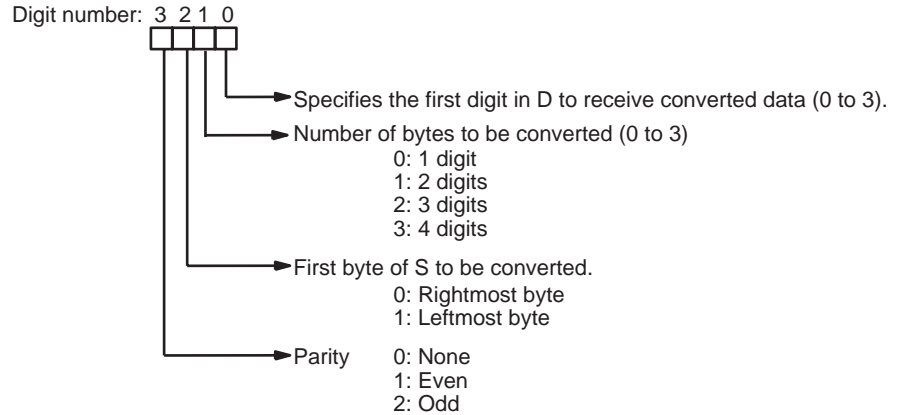 Digit number: 3 2 1 0
Specifies the first digit in D to receive converted data (0 to 3).
Number of bytes to be converted (0 to 3)
0: 1 digit
1: 2 digits
2: 3 digits
3: 4 digits
First byte of S to be converted.
0: Rightmost byte
1: Leftmost byte
Parity 0: None
1: Even
2: Odd